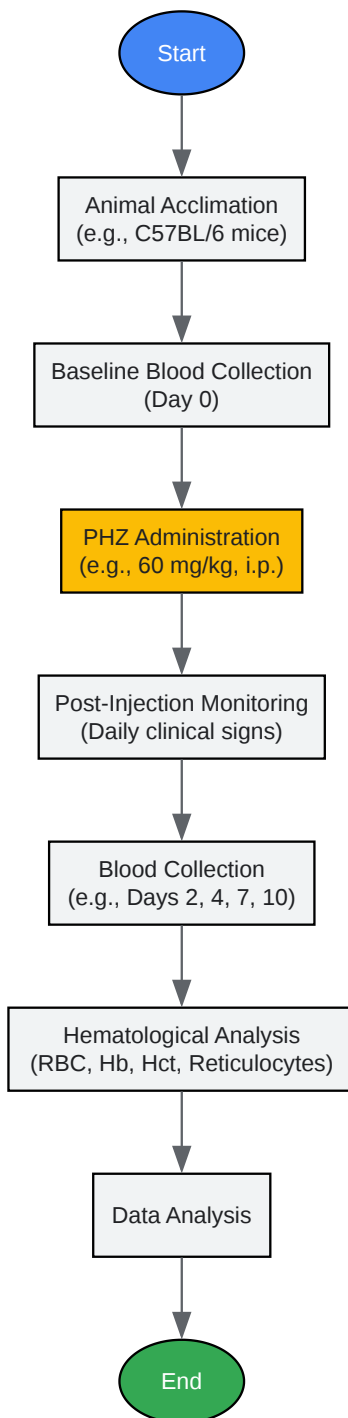 Start
Animal Acclimation
(e.g., C57BL/6 mice)
Baseline Blood Collection
(Day 0)
PHZ Administration
(e.g., 60 mg/kg, i.p.)
Post-Injection Monitoring
(Daily clinical signs)
Blood Collection
(e.g., Days 2, 4, 7, 10)
Hematological Analysis
(RBC, Hb, Hct, Reticulocytes)
Data Analysis
End